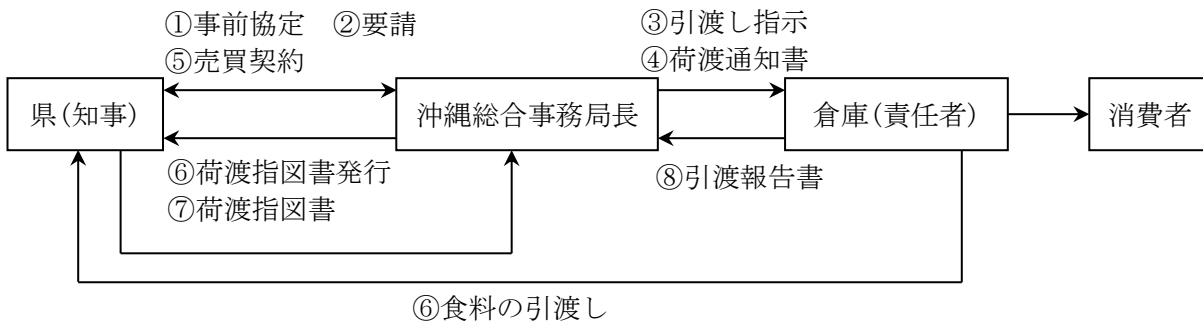 ①事前協定 ②要請
⑤売買契約
③引渡し指示
④荷渡通知書
県(知事)
沖縄総合事務局長
倉庫(責任者)
消費者
⑥荷渡指図書発行
⑦荷渡指図書
⑧引渡報告書
⑥食料の引渡し